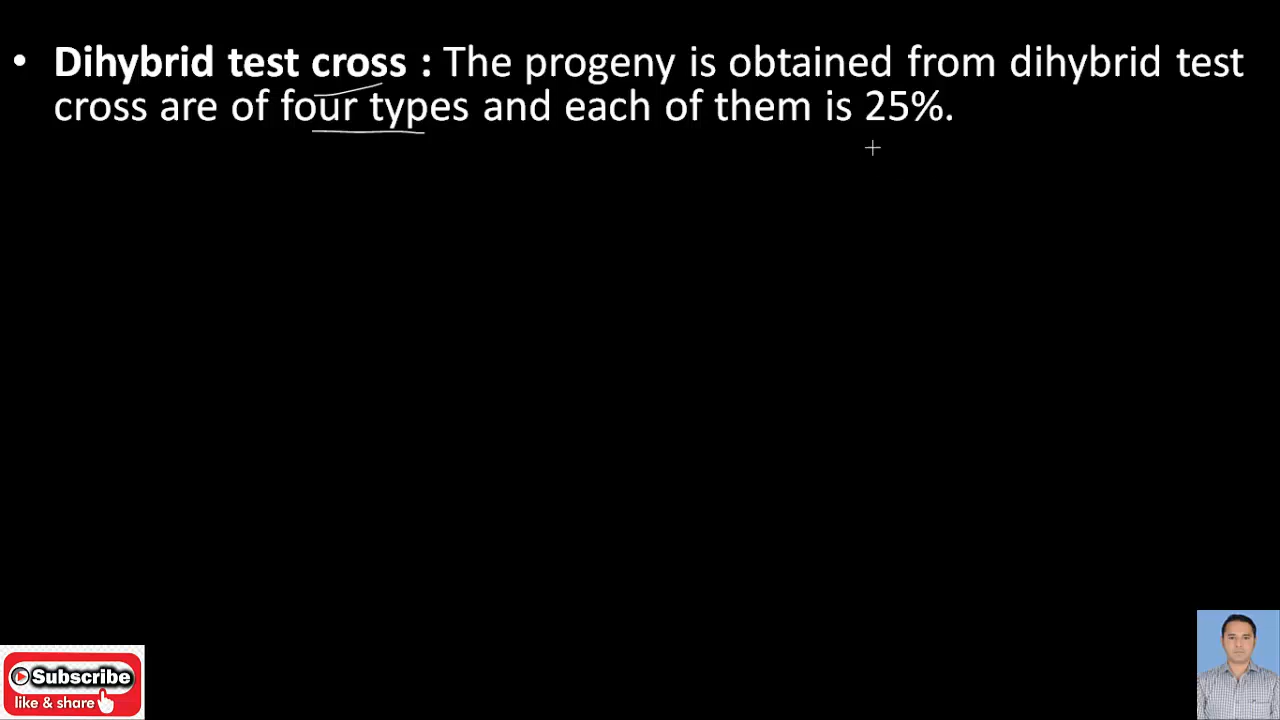 • Dihybrid test cross : The progeny is obtained from dihybrid test
cross are of four types and each of them is 25%.
Subscribe
like & share